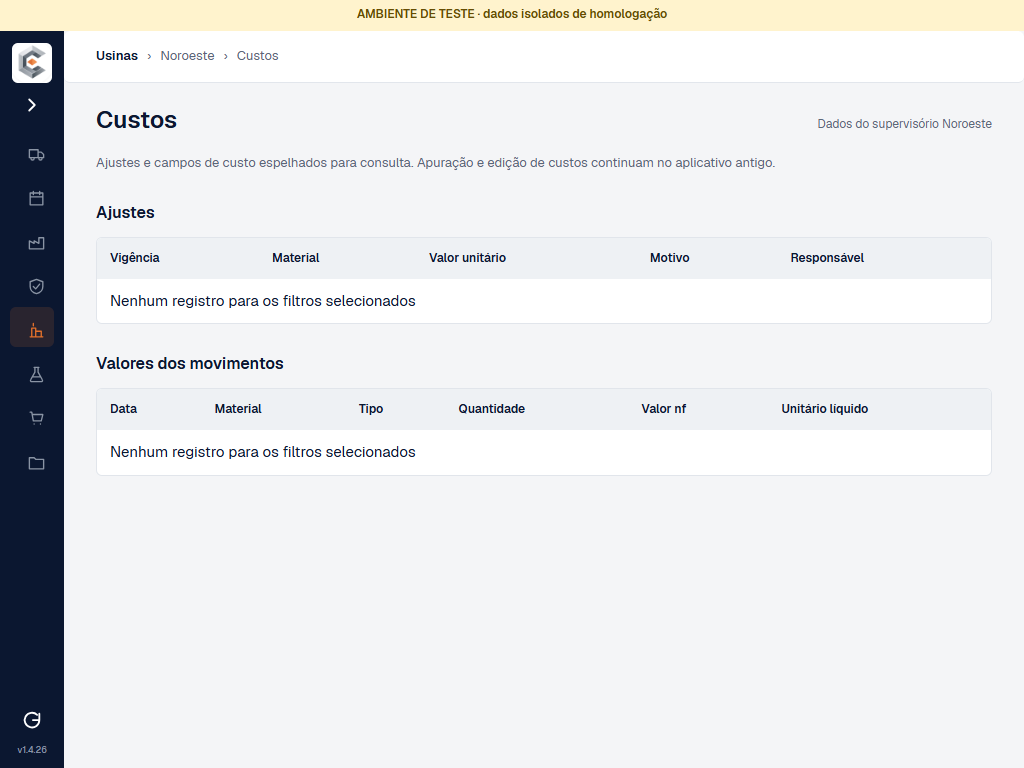 AMBIENTE DE TESTE · dados isolados de homologação
Usinas › Noroeste › Custos
Custos
Dados do supervisório Noroeste
Ajustes e campos de custo espelhados para consulta. Apuração e edição de custos continuam no aplicativo antigo.
Ajustes
Vigência Material Valor unitário Motivo Responsável
Nenhum registro para os filtros selecionados
Valores dos movimentos
Data Material Tipo Quantidade Valor nf Unitário líquido
Nenhum registro para os filtros selecionados
v1.4.26